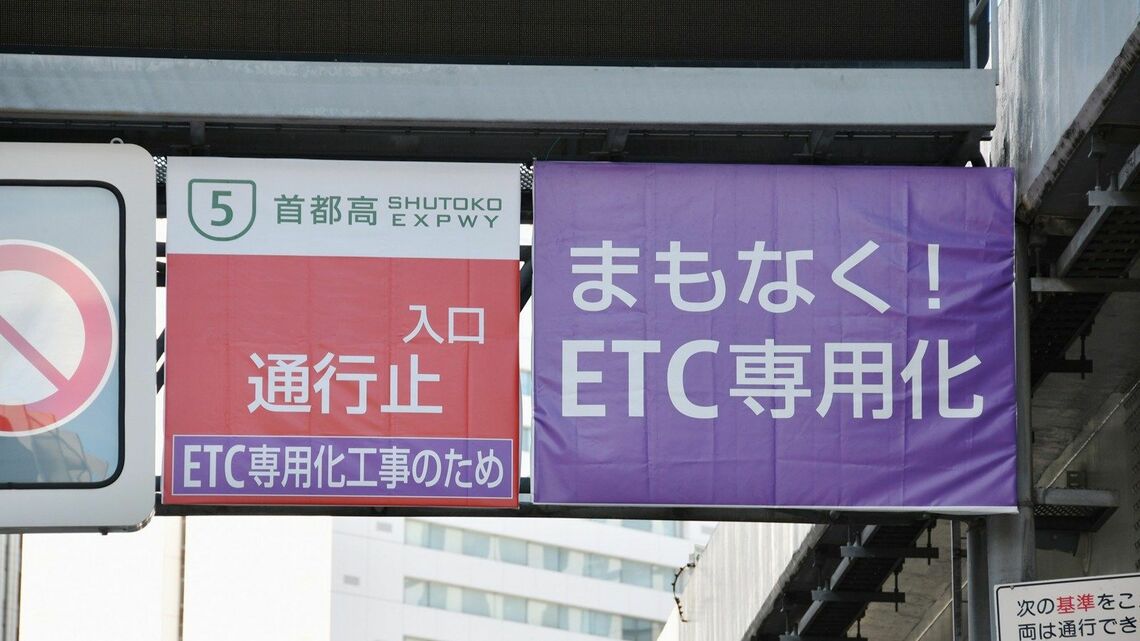 5 首都高 SHUTOKO EXPWY
入口
通行止
ETC専用化工事のため
まもなく!
ETC専用化
次の基準をこ
両は通行でき